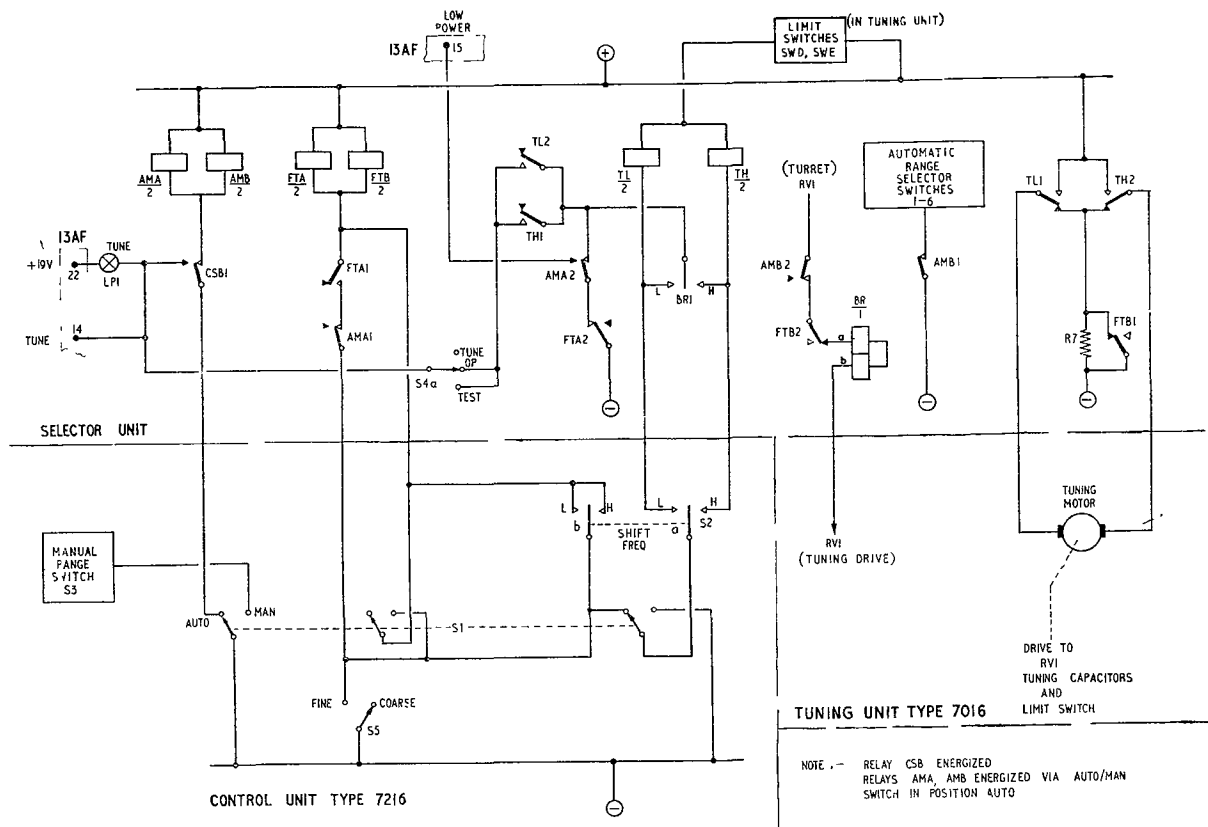 LOW
POWER
13AF
15
LIMIT
SWITCHES
SWD, SWE
(IN TUNING UNIT)
+
AMA
2
AMB
2
FTA
2
FTB
2
TL2
TH1
TL
2
TH
2
(TURRET)
RV1
AUTOMATIC
RANGE
SELECTOR
SWITCHES
1-6
TL1
TH2
13AF
+19V
22
TUNE
LP1
CSB1
FTA1
AMA1
AMA2
L
BR1
H
AMB2
AMB1
TUNE
14
FTA2
FTB2
BR
1
a
b
R7
FTB1
TUNE
OP
S4a
TEST
−
−
−
SELECTOR UNIT
L
H
b
SHIFT
FREQ
L
H
a
S2
RV1
(TUNING DRIVE)
TUNING
MOTOR
MANUAL
RANGE
SWITCH
S3
AUTO
MAN
S1
DRIVE TO
RV1
TUNING CAPACITORS
AND
LIMIT SWITCH
FINE
COARSE
S5
TUNING UNIT TYPE 7016
−
CONTROL UNIT TYPE 7216
NOTE.- RELAY CSB ENERGIZED
RELAYS AMA, AMB ENERGIZED VIA AUTO/MAN
SWITCH IN POSITION AUTO